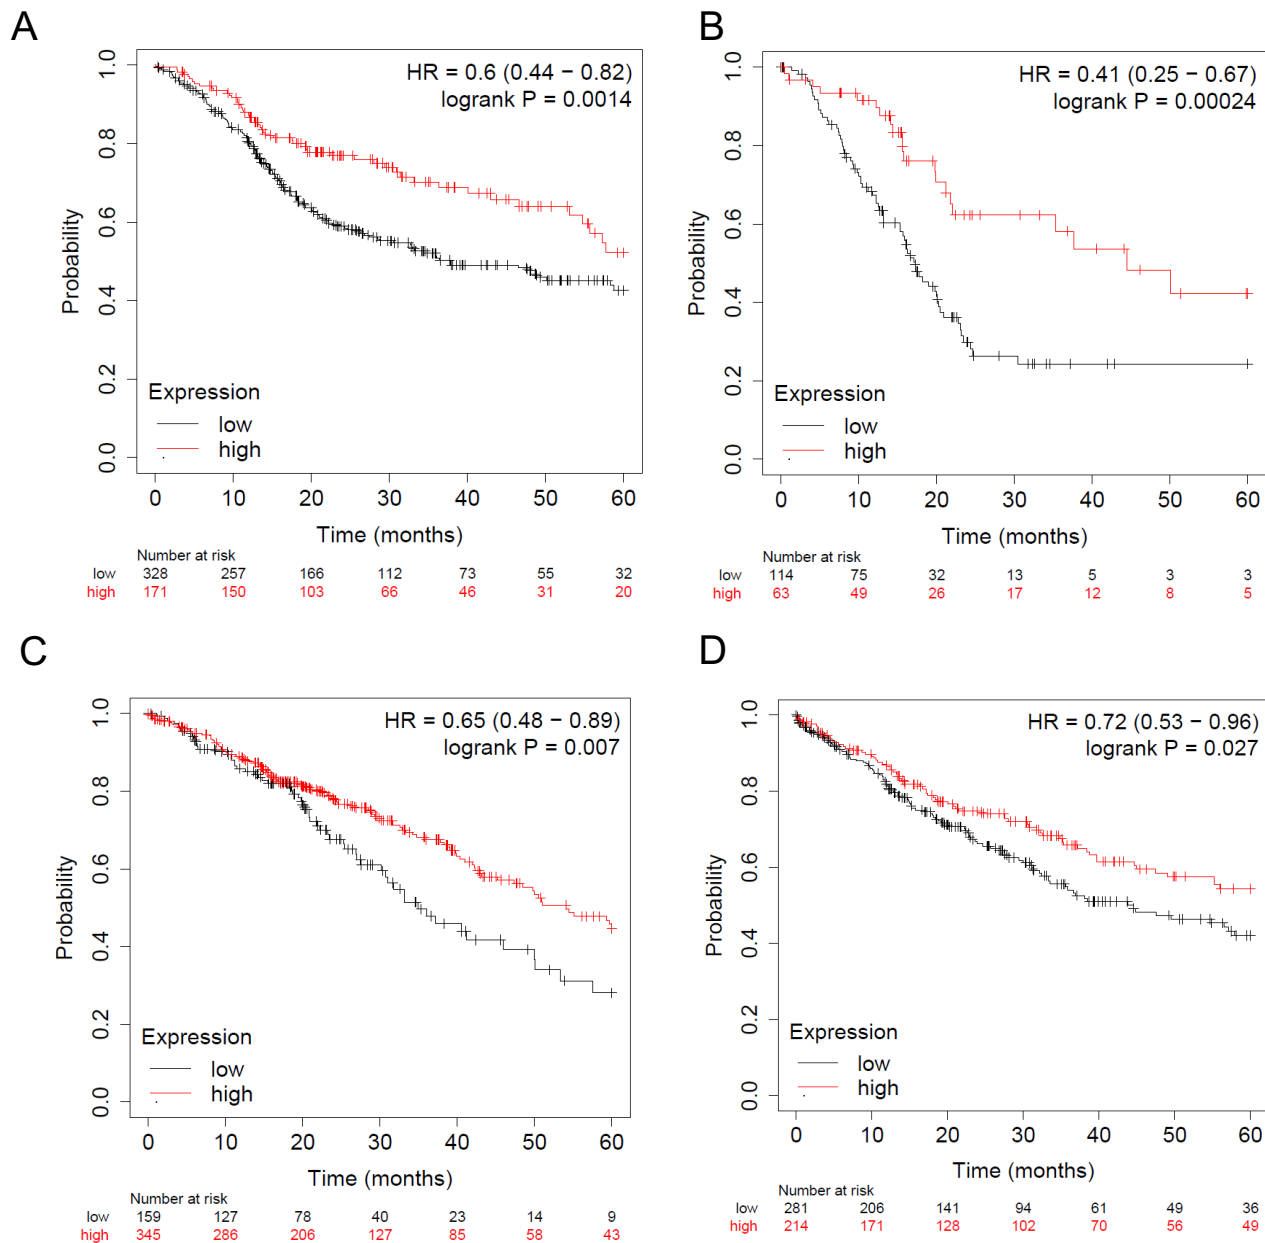 A
HR = 0.6 (0.44 − 0.82)
logrank P = 0.0014
Probability
1.0
0.8
0.6
0.4
0.2
0.0
Expression
low
high
0 10 20 30 40 50 60
Time (months)
Number at risk
low 328 257 166 112 73 55 32
high 171 150 103 66 46 31 20
B
HR = 0.41 (0.25 − 0.67)
logrank P = 0.00024
Probability
1.0
0.8
0.6
0.4
0.2
0.0
Expression
low
high
0 10 20 30 40 50 60
Time (months)
Number at risk
low 114 75 32 13 5 3 3
high 63 49 26 17 12 8 5
C
HR = 0.65 (0.48 − 0.89)
logrank P = 0.007
Probability
1.0
0.8
0.6
0.4
0.2
0.0
Expression
low
high
0 10 20 30 40 50 60
Time (months)
Number at risk
low 159 127 78 40 23 14 9
high 345 286 206 127 85 58 43
D
HR = 0.72 (0.53 − 0.96)
logrank P = 0.027
Probability
1.0
0.8
0.6
0.4
0.2
0.0
Expression
low
high
0 10 20 30 40 50 60
Time (months)
Number at risk
low 281 206 141 94 61 49 36
high 214 171 128 102 70 56 49